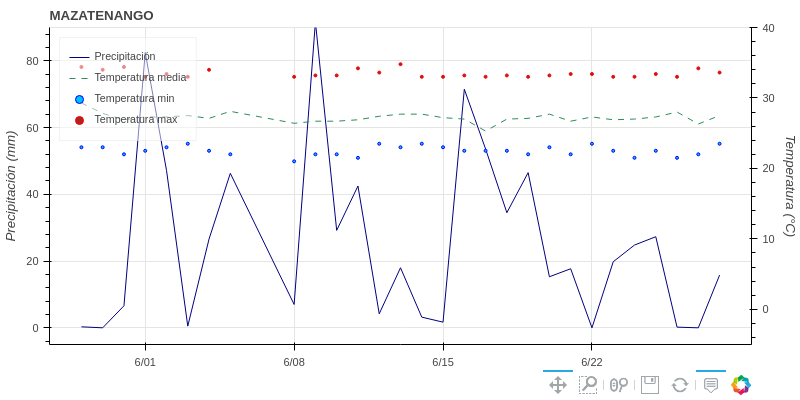 MAZATENANGO
Precipitación
Temperatura media
Temperatura min
Temperatura max
80
60
40
20
0
Precipitación (mm)
40
30
20
10
0
Temperatura (°C)
6/01
6/08
6/15
6/22